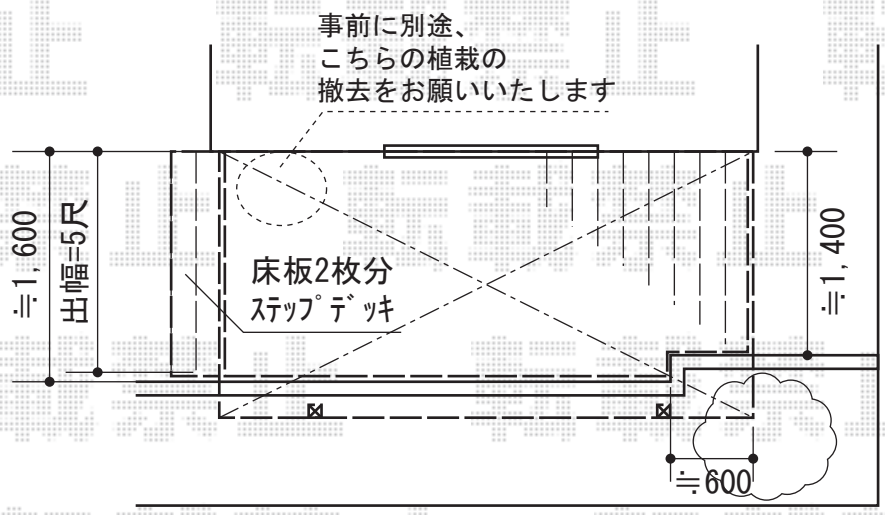 事前に別途、
こちらの植栽の
撤去をお願いいたします
≒1,600
出幅=5尺
床板2枚分
ステップデッキ
≒1,400
≒600